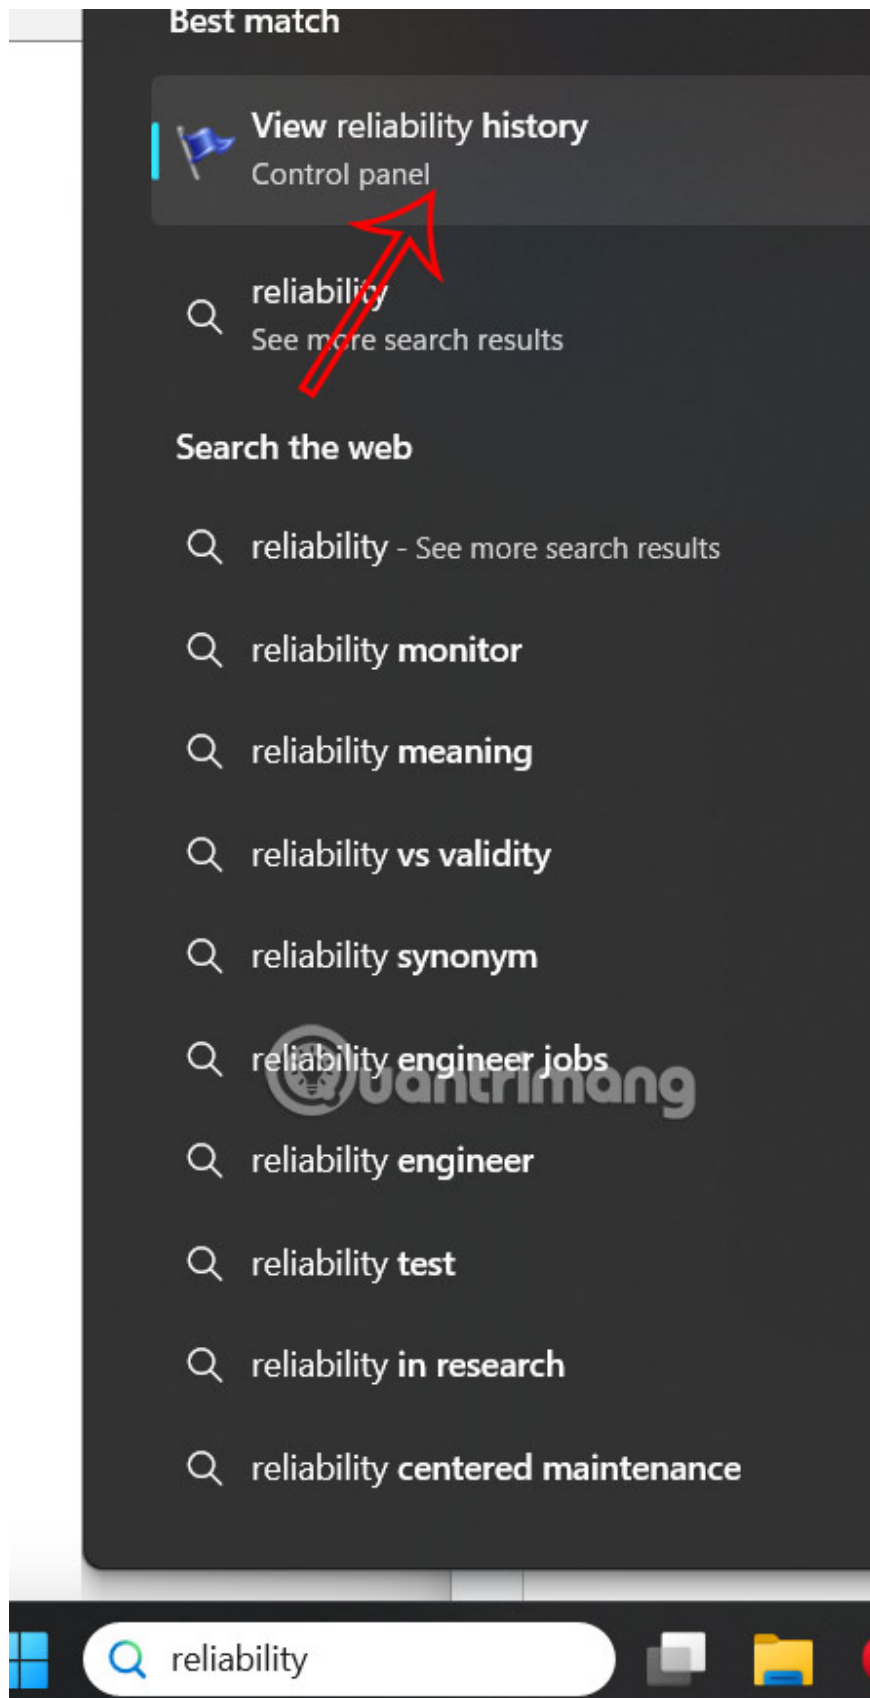 Best match
View reliability history
Control panel
reliability
See more search results
Search the web
reliability - See more search results
reliability monitor
reliability meaning
reliability vs validity
reliability synonym
reliability engineer jobs
Quantrimang
reliability engineer
reliability test
reliability in research
reliability centered maintenance
reliability